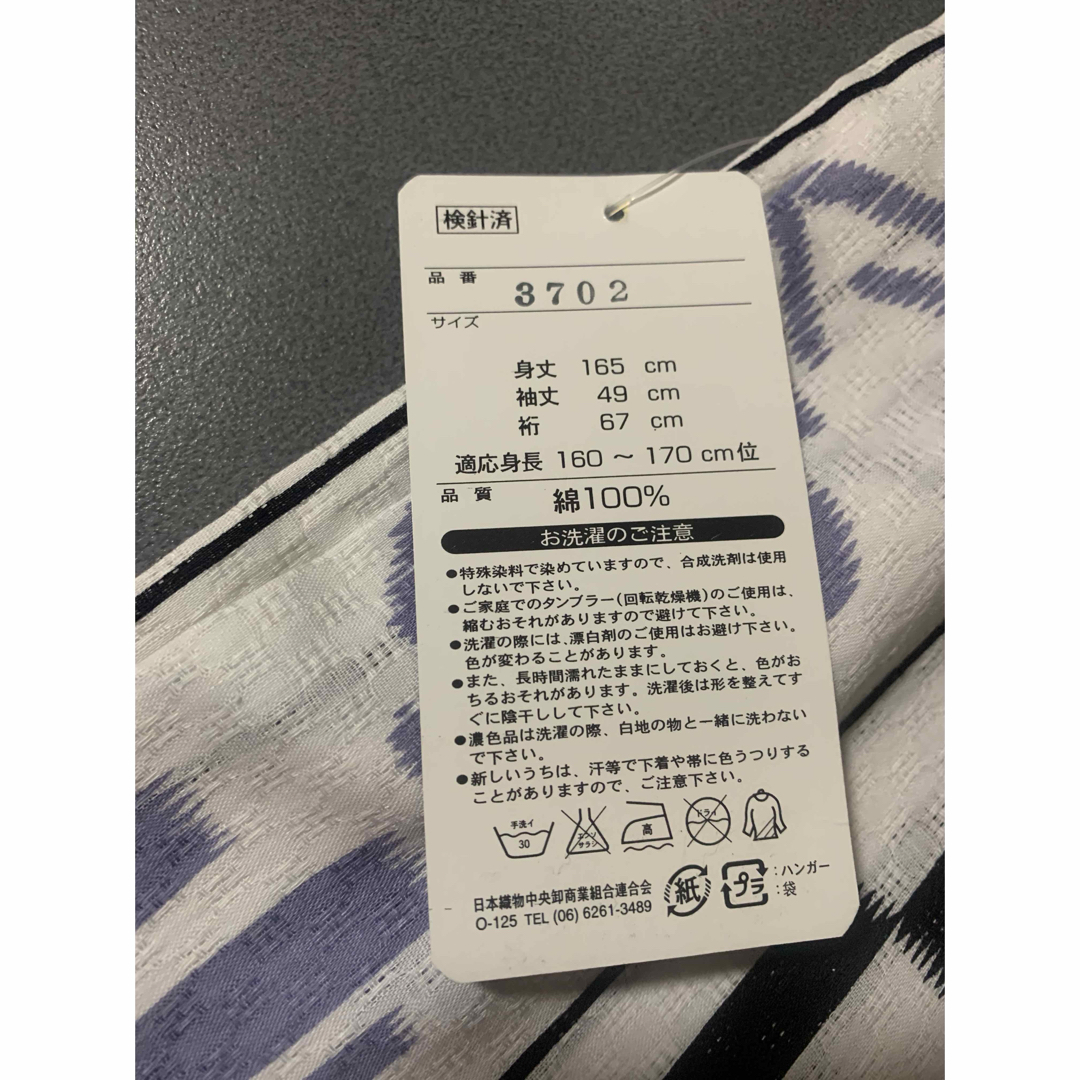 検針済
品番 3702
サイズ
身丈 165 cm
袖丈 49 cm
裄 67 cm
適応身長 160 ～ 170 cm位
品質 綿100%
お洗濯のご注意
●特殊染料で染めていますので、合成洗剤は使用
しないで下さい。
●ご家庭でのタンブラー(回転乾燥機)のご使用は、
縮むおそれがありますので避けて下さい。
●洗濯の際には、漂白剤のご使用はお避け下さい。
色が変わることがあります。
●また、長時間濡れたままにしておくと、色がお
ちるおそれがあります。洗濯後は形を整えてす
ぐに陰干しして下さい。
●濃色品は洗濯の際、白地の物と一緒に洗わない
で下さい。
●新しいうちは、汗等で下着や帯に色うつりする
ことがありますので、ご注意下さい。
手洗イ 30 エンソサラシ 高 ドライ
日本織物中央卸商業組合連合会
O-125 TEL (06) 6261-3489
紙 プラ :ハンガー
:袋